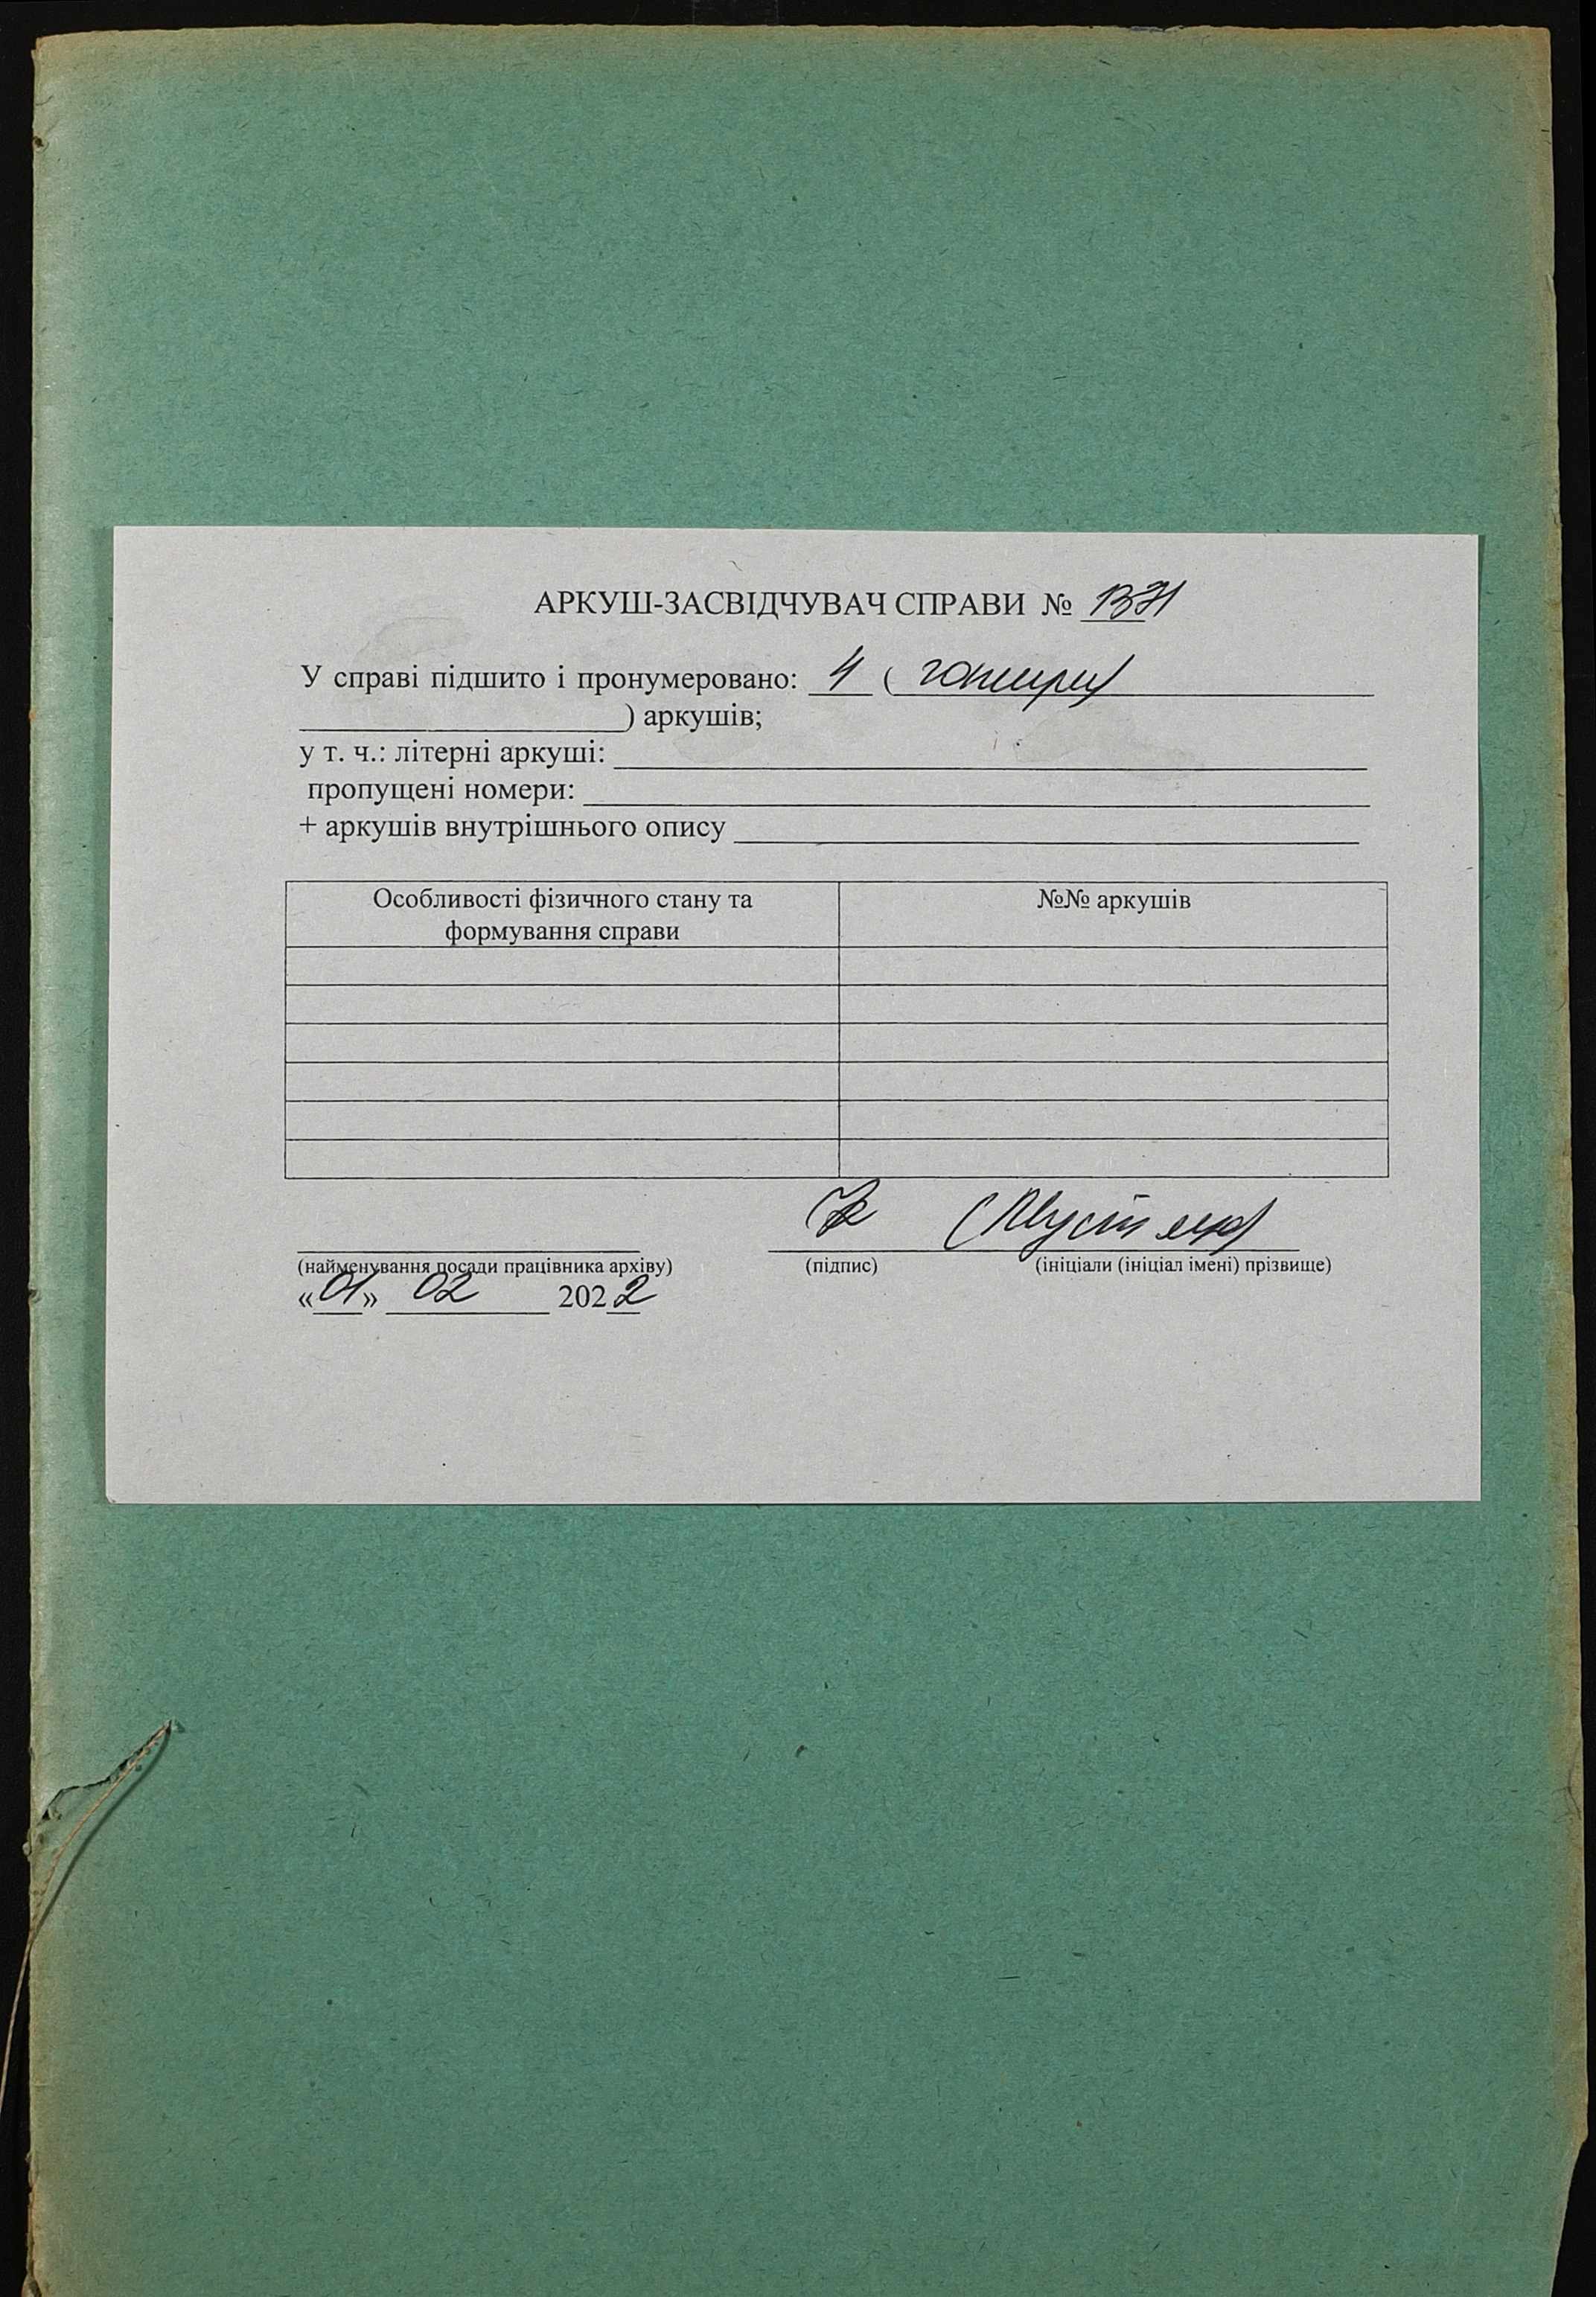 АРКУШ-ЗАСВІДЧУВАЧ СПРАВИ № 1371
У справі підшито і пронумеровано: 4 ( чотири
) аркушів;
у т. ч.: літерні аркуші:
пропущені номери:
+ аркушів внутрішнього опису
Особливості фізичного стану та формування справи
№№ аркушів
(найменування посади працівника архіву)
(підпис)
(ініціали (ініціал імені) прізвище)
«01» 02 2022